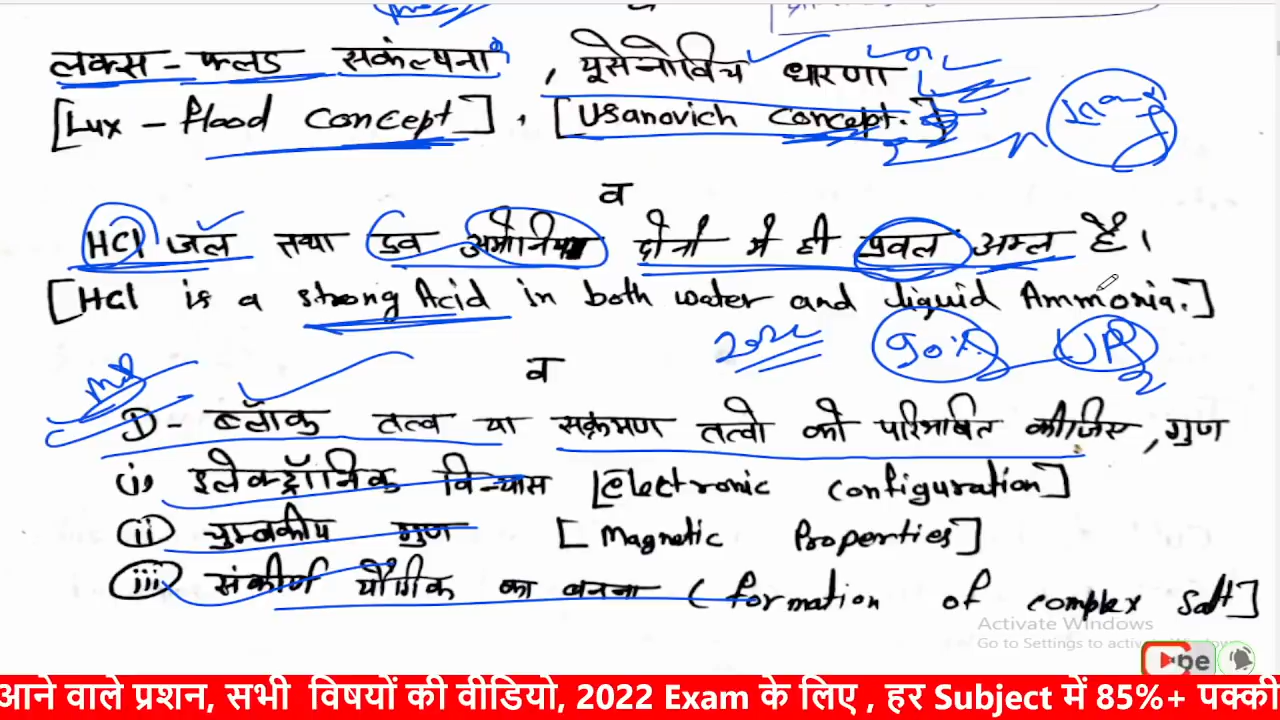 व
लक्स - फ्लड संकल्पना , यूसेनोविच धारणा
[Lux - flood Concept] , [Usanovich Concept.]
व
HCl जल तथा द्रव अमोनिया दोनों में ही प्रबल अम्ल है।
[HCl is a strong Acid in both water and liquid Ammonia.]
2022 90% UP
व
D - ब्लॉक तत्व या संक्रमण तत्वो को परिभाषित कीजिए, गुण
(i) इलेक्ट्रॉनिक विन्यास [electronic configuration]
(ii) चुम्बकीय गुण [Magnetic Properties]
(iii) संकीर्ण यौगिक का बनना (formation of complex salt]
Activate Windows
Go to Settings to activate Windows.
आने वाले प्रशन, सभी विषयों की वीडियो, 2022 Exam के लिए , हर Subject में 85%+ पक्की